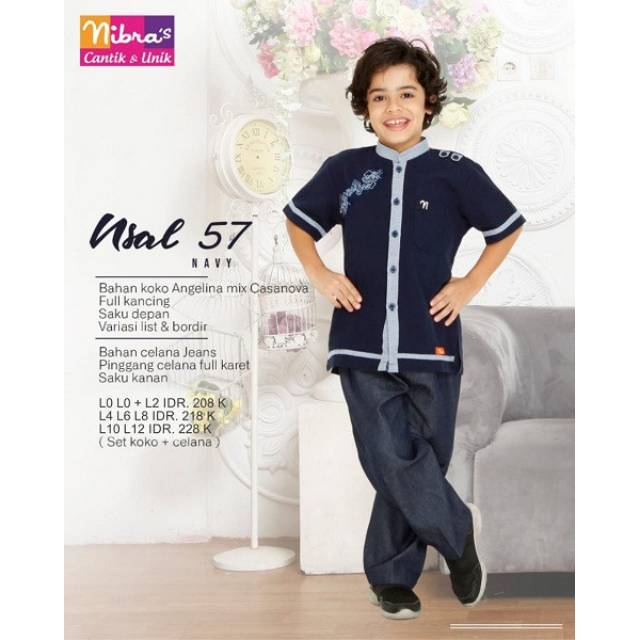 nibra's
Cantik & Unik
Nsal 57
NAVY
Bahan koko Angelina mix Casanova
Full kancing
Saku depan
Variasi list & bordir
Bahan celana Jeans
Pinggang celana full karet
Saku kanan
L0 L0 + L2 IDR. 208 K
L4 L6 L8 IDR. 218 K
L10 L12 IDR. 228 K
( Set koko + celana )